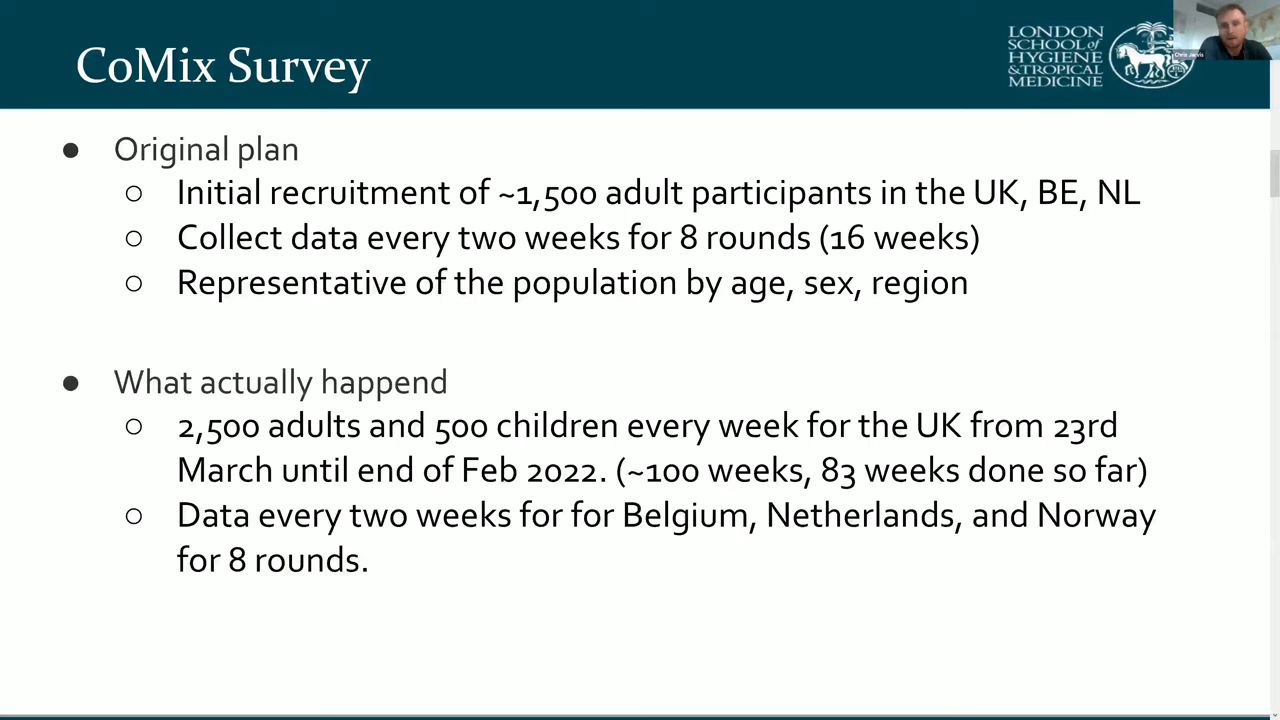 CoMix Survey
LONDON
SCHOOL of
HYGIENE
& TROPICAL
MEDICINE
Chris Jarvis
● Original plan
○ Initial recruitment of ~1,500 adult participants in the UK, BE, NL
○ Collect data every two weeks for 8 rounds (16 weeks)
○ Representative of the population by age, sex, region
● What actually happend
○ 2,500 adults and 500 children every week for the UK from 23rd
March until end of Feb 2022. (~100 weeks, 83 weeks done so far)
○ Data every two weeks for for Belgium, Netherlands, and Norway
for 8 rounds.